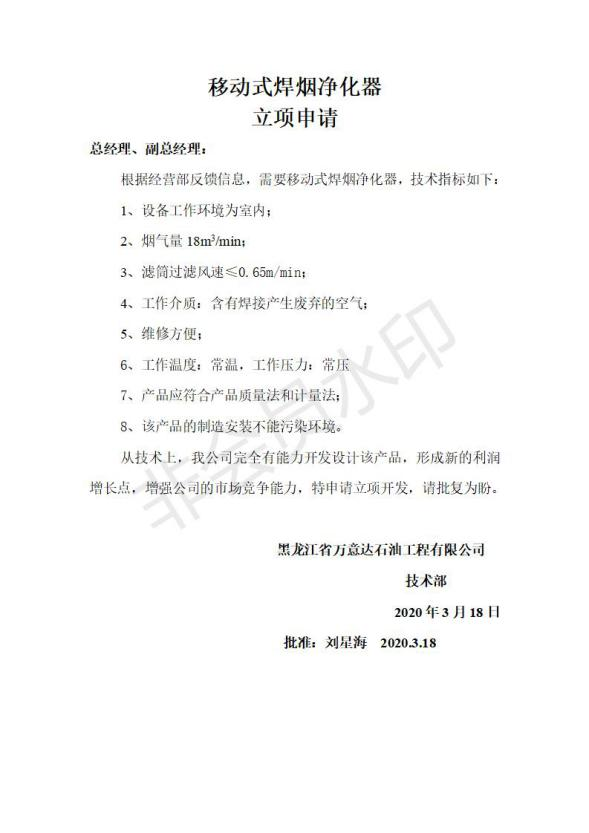 移动式焊烟净化器
立项申请
总经理、副总经理：
根据经营部反馈信息，需要移动式焊烟净化器，技术指标如下：
1、设备工作环境为室内；
2、烟气量 18m³/min；
3、滤筒过滤风速≤0.65m/min；
4、工作介质：含有焊接产生废弃的空气；
5、维修方便；
6、工作温度：常温，工作压力：常压
7、产品应符合产品质量法和计量法；
8、该产品的制造安装不能污染环境。
从技术上，我公司完全有能力开发设计该产品，形成新的利润
增长点，增强公司的市场竞争能力，特申请立项开发，请批复为盼。
黑龙江省万意达石油工程有限公司
技术部
2020 年 3 月 18 日
批准：刘星海 2020.3.18
非会员水印